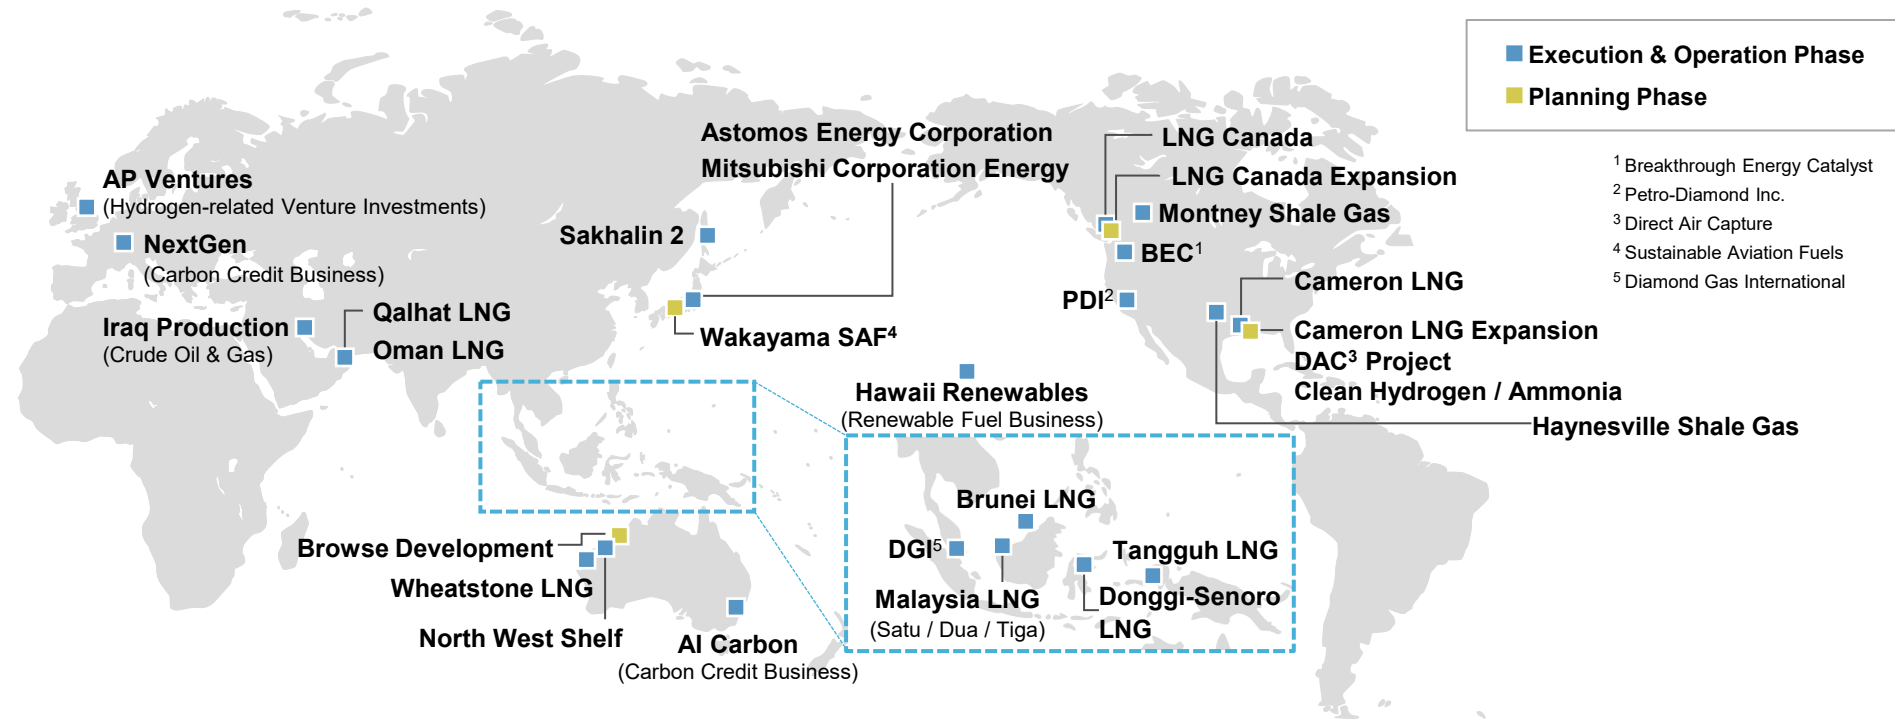 Execution & Operation Phase
Planning Phase
1 Breakthrough Energy Catalyst
2 Petro-Diamond Inc.
3 Direct Air Capture
4 Sustainable Aviation Fuels
5 Diamond Gas International
Astomos Energy Corporation
Mitsubishi Corporation Energy
LNG Canada
LNG Canada Expansion
Montney Shale Gas
BEC1
AP Ventures
(Hydrogen-related Venture Investments)
NextGen
(Carbon Credit Business)
Sakhalin 2
Qalhat LNG
Oman LNG
Iraq Production
(Crude Oil & Gas)
Wakayama SAF4
PDI2
Cameron LNG
Cameron LNG Expansion
DAC3 Project
Clean Hydrogen / Ammonia
Haynesville Shale Gas
Hawaii Renewables
(Renewable Fuel Business)
Brunei LNG
DGI5
Tangguh LNG
Malaysia LNG
(Satu / Dua / Tiga)
Donggi-Senoro
LNG
Browse Development
Wheatstone LNG
North West Shelf
AI Carbon
(Carbon Credit Business)